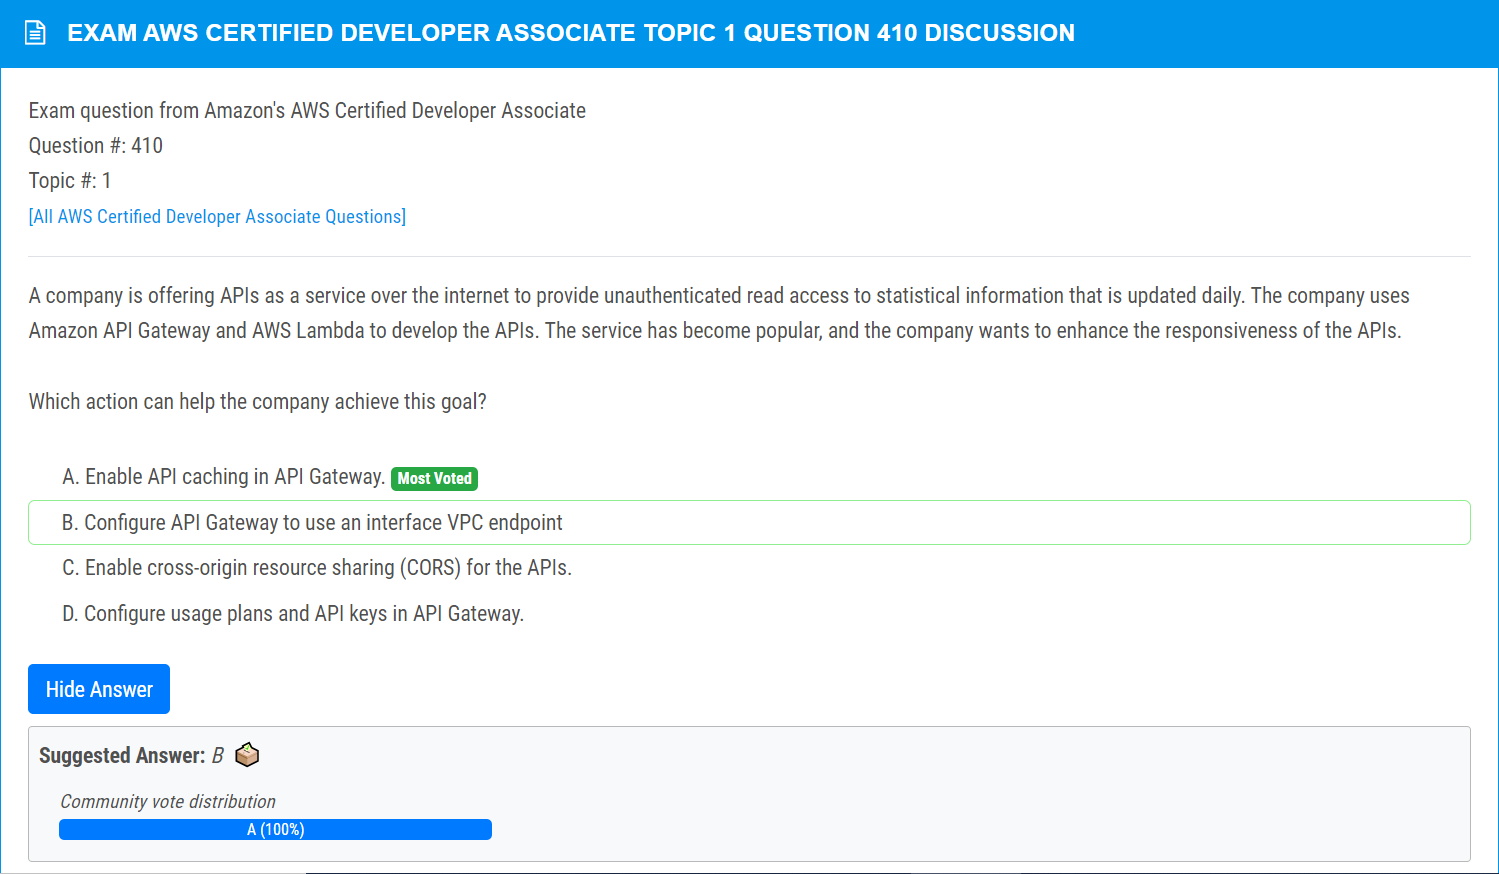 EXAM AWS CERTIFIED DEVELOPER ASSOCIATE TOPIC 1 QUESTION 410 DISCUSSION
Exam question from Amazon's AWS Certified Developer Associate
Question #: 410
Topic #: 1
[All AWS Certified Developer Associate Questions]
A company is offering APIs as a service over the internet to provide unauthenticated read access to statistical information that is updated daily. The company uses
Amazon API Gateway and AWS Lambda to develop the APIs. The service has become popular, and the company wants to enhance the responsiveness of the APIs.
Which action can help the company achieve this goal?
A. Enable API caching in API Gateway. Most Voted
B. Configure API Gateway to use an interface VPC endpoint
C. Enable cross-origin resource sharing (CORS) for the APIs.
D. Configure usage plans and API keys in API Gateway.
Hide Answer
Suggested Answer: B
Community vote distribution
A (100%)